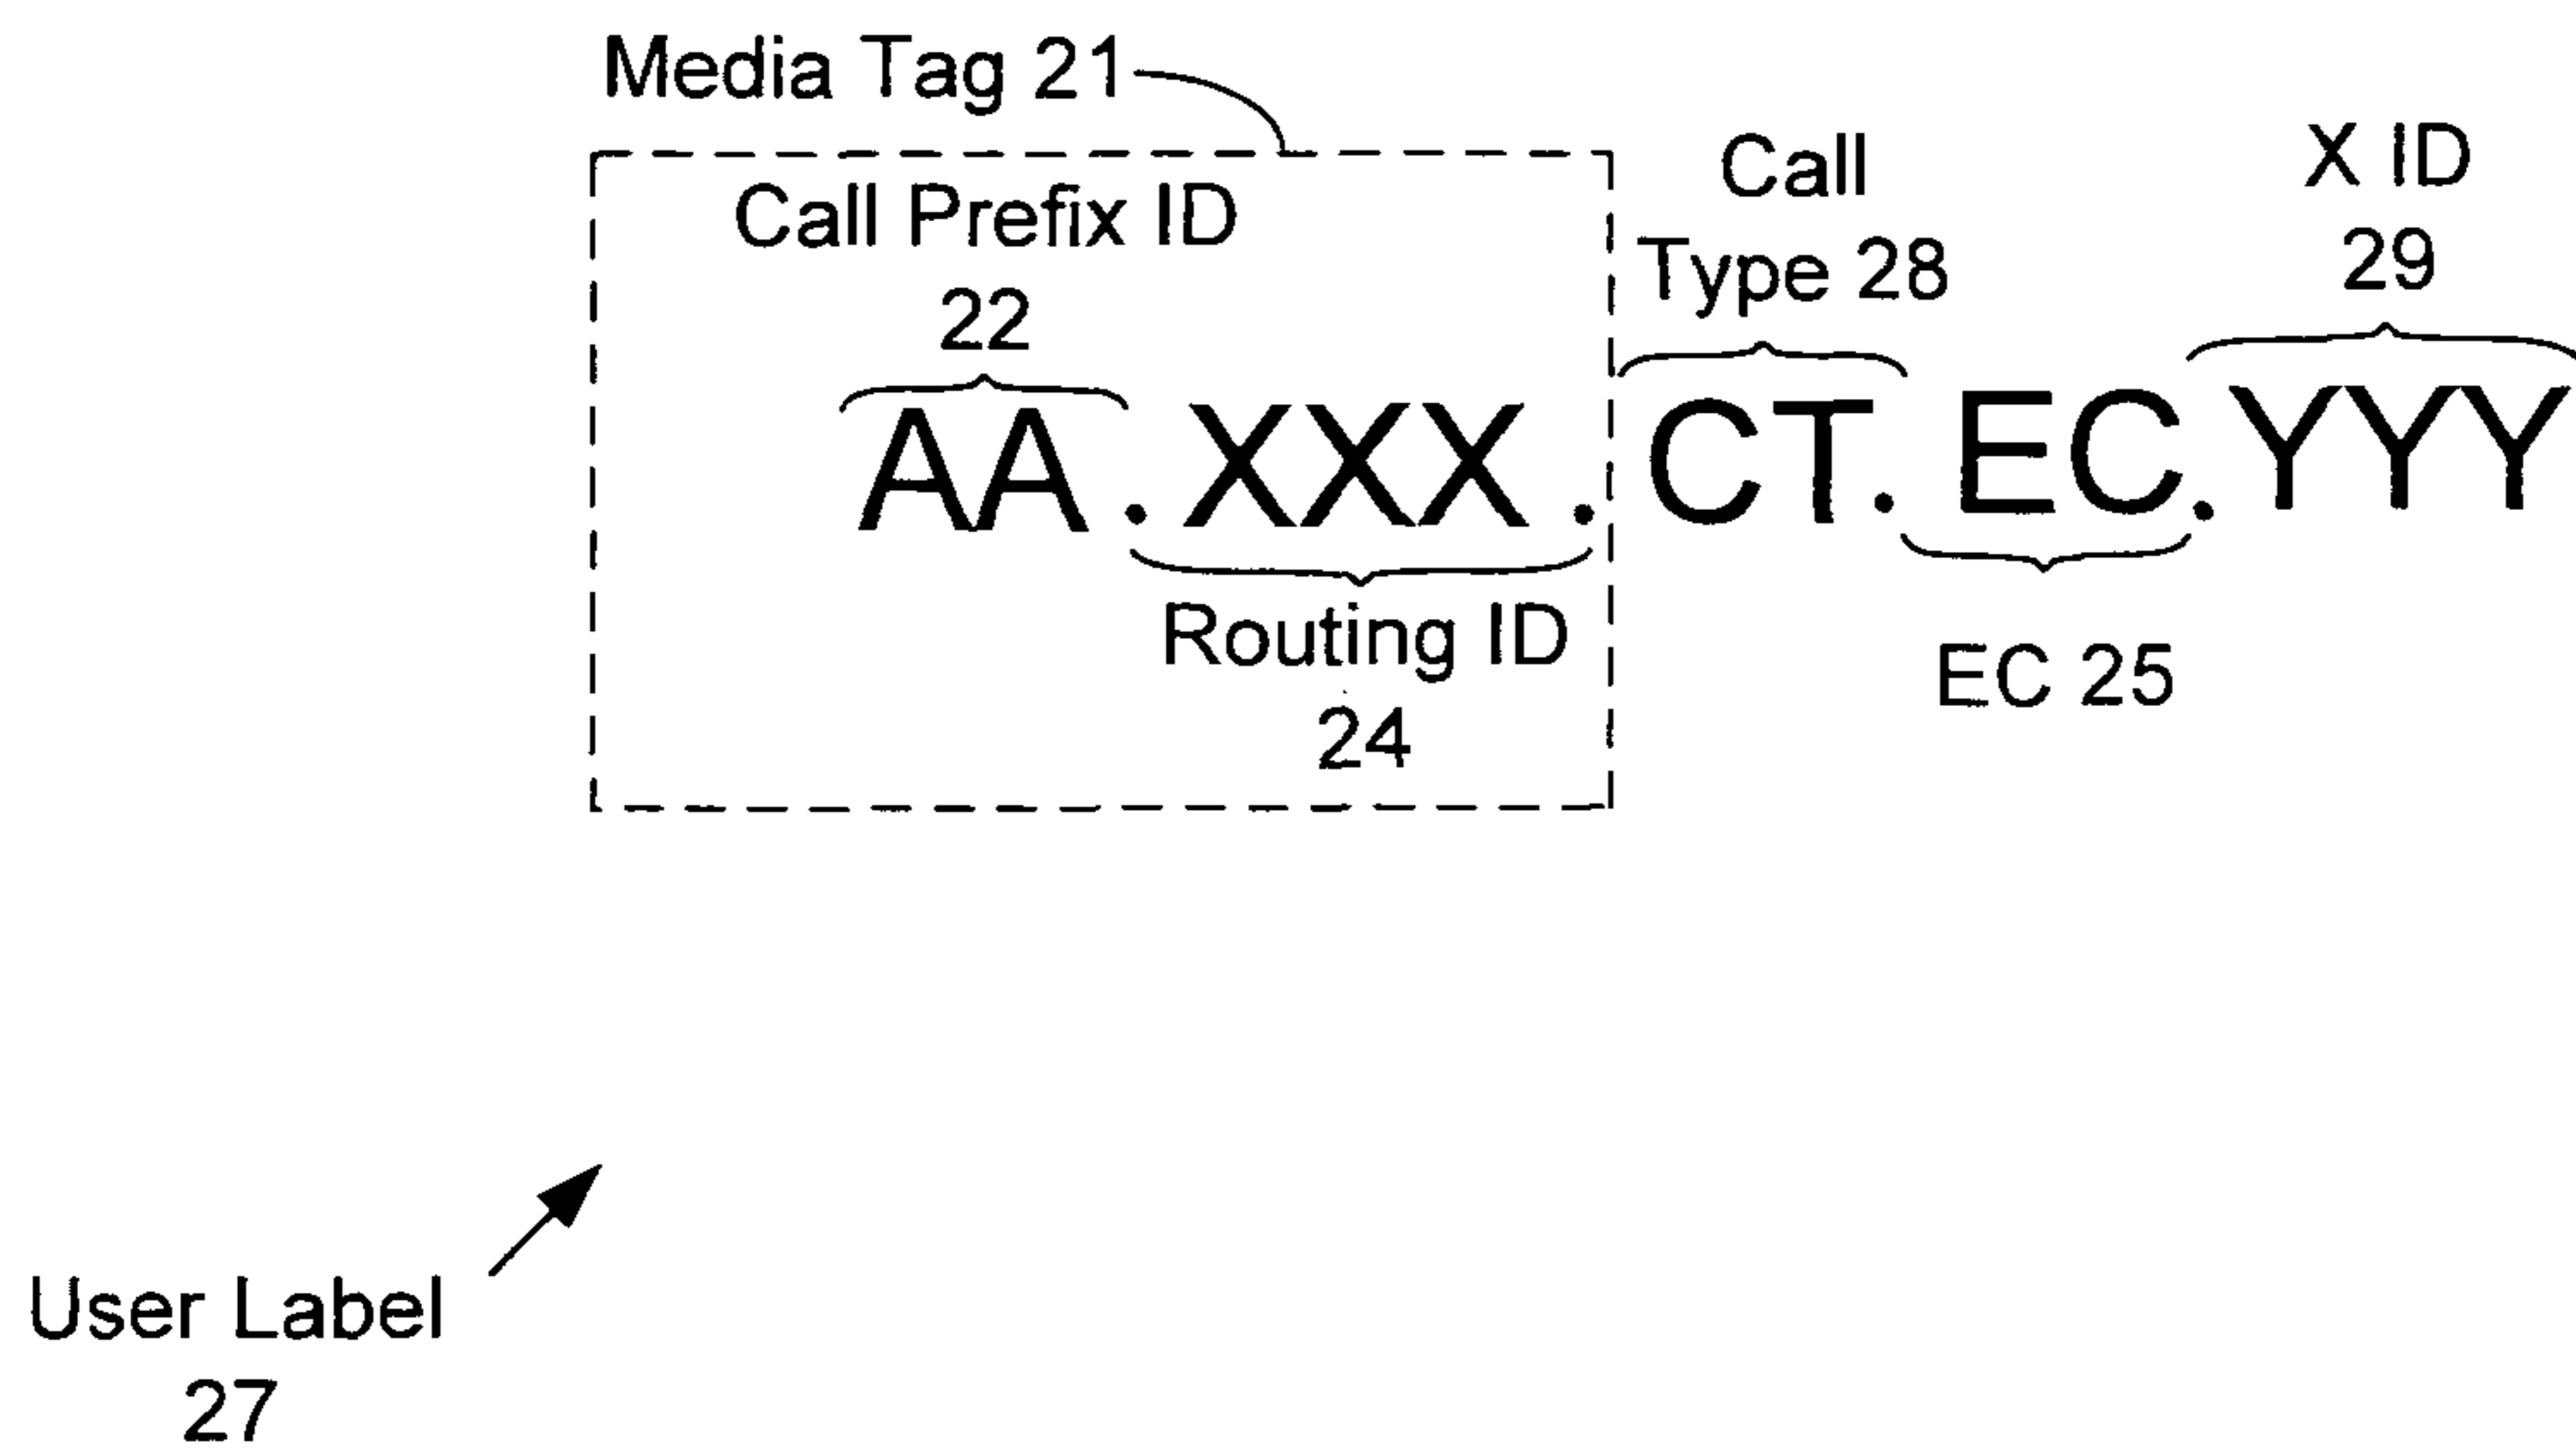 Media Tag 21
Call Prefix ID
22
Call
Type 28
X ID
29
AA.XXX.CT.EC.YYY
Routing ID
24
EC 25
User Label
27